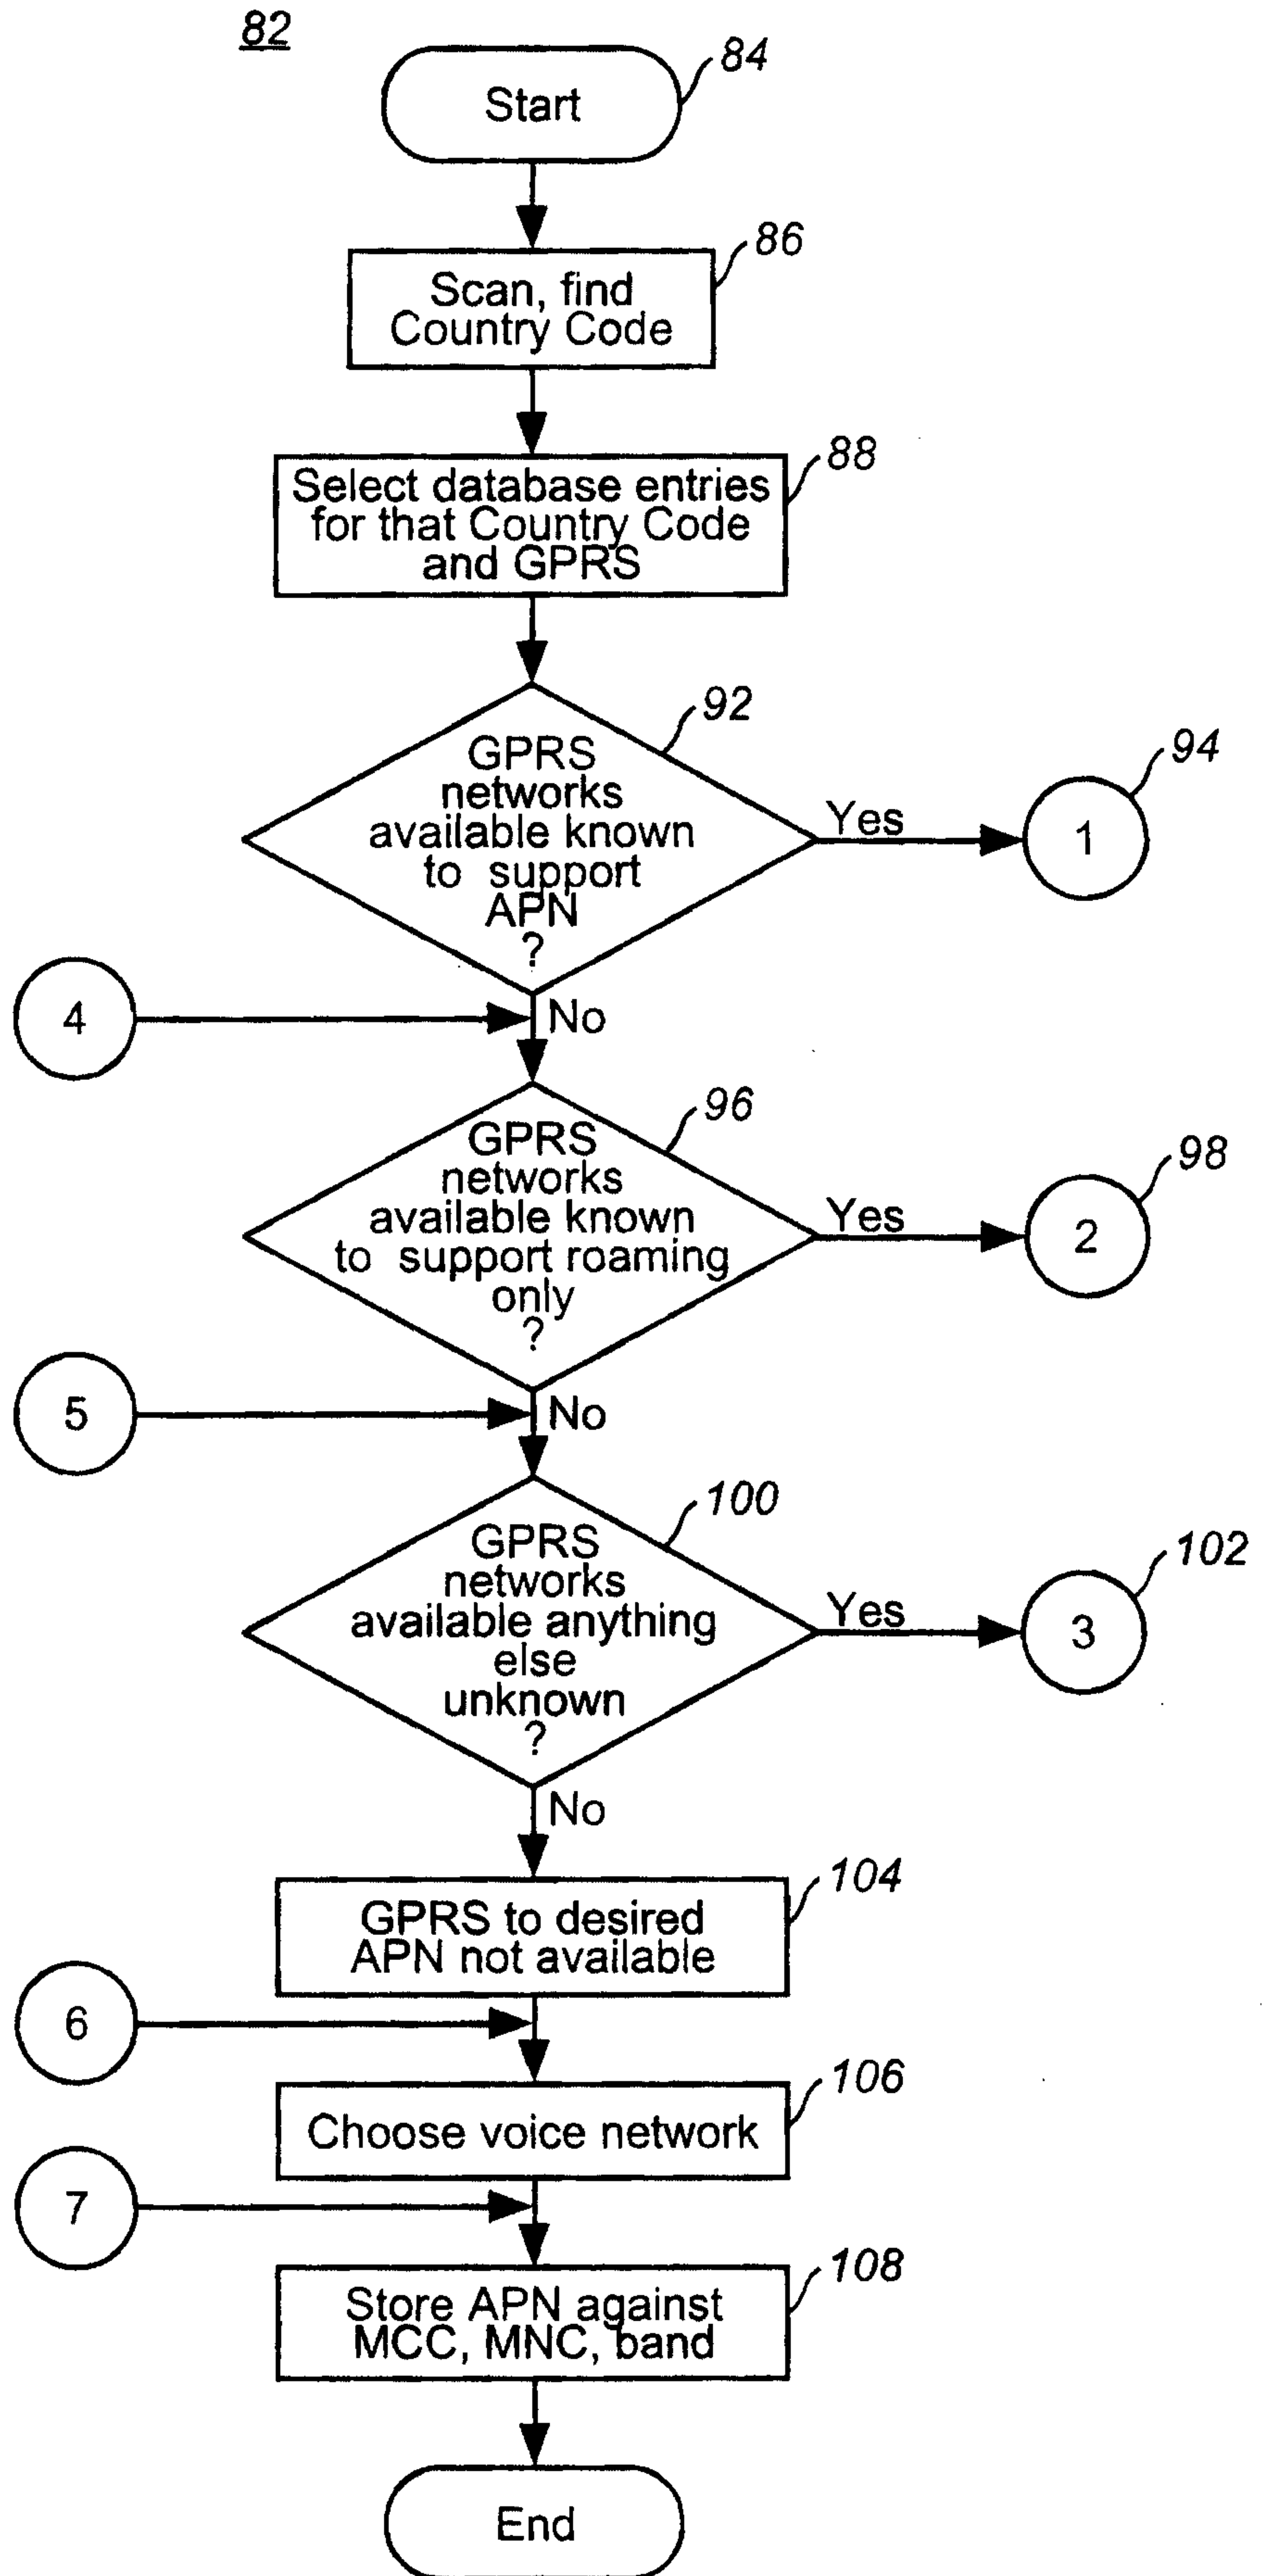 82
84
Start
86
Scan, find
Country Code
88
Select database entries
for that Country Code
and GPRS
92
GPRS
networks
available known
to support
APN
?
Yes
94
1
4
No
96
GPRS
networks
available known
to support roaming
only
?
Yes
98
2
5
No
100
GPRS
networks
available anything
else
unknown
?
Yes
102
3
No
104
GPRS to desired
APN not available
6
106
Choose voice network
7
108
Store APN against
MCC, MNC, band
End